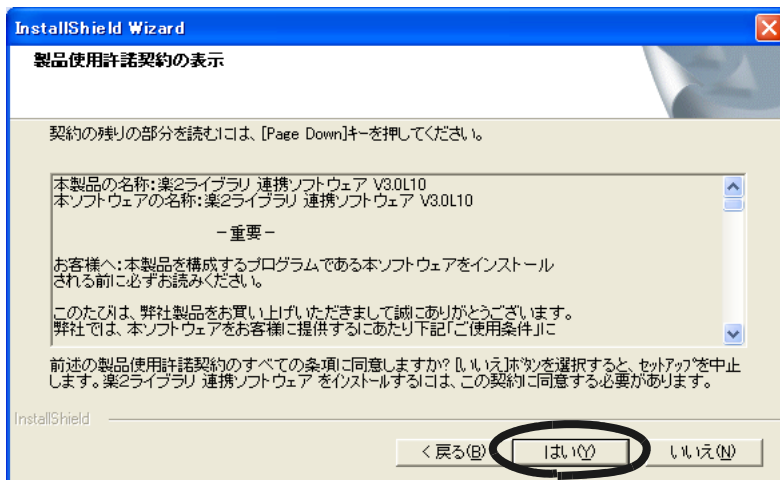 InstallShield Wizard
製品使用許諾契約の表示
契約の残りの部分を読むには、[Page Down]キーを押してください。
本製品の名称:楽2ライブラリ 連携ソフトウェア V3.0L10
本ソフトウェアの名称:楽2ライブラリ 連携ソフトウェア V3.0L10
－重要－
お客様へ:本製品を構成するプログラムである本ソフトウェアをインストール
される前に必ずお読みください。
このたびは、弊社製品をお買い上げいただきまして誠にありがとうございます。
弊社では、本ソフトウェアをお客様に提供するにあたり下記「ご使用条件」に
前述の製品使用許諾契約のすべての条項に同意しますか?[いいえ]ボタンを選択すると、セットアップを中止
します。楽2ライブラリ 連携ソフトウェア をインストールするには、この契約に同意する必要があります。
InstallShield
< 戻る(B) はい(Y) いいえ(N)